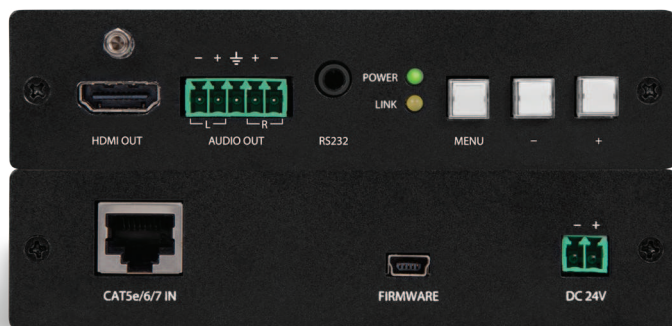 − + ⏚ + −
POWER
LINK
L R
HDMI OUT AUDIO OUT RS232 MENU − +
− +
CAT5e/6/7 IN FIRMWARE DC 24V